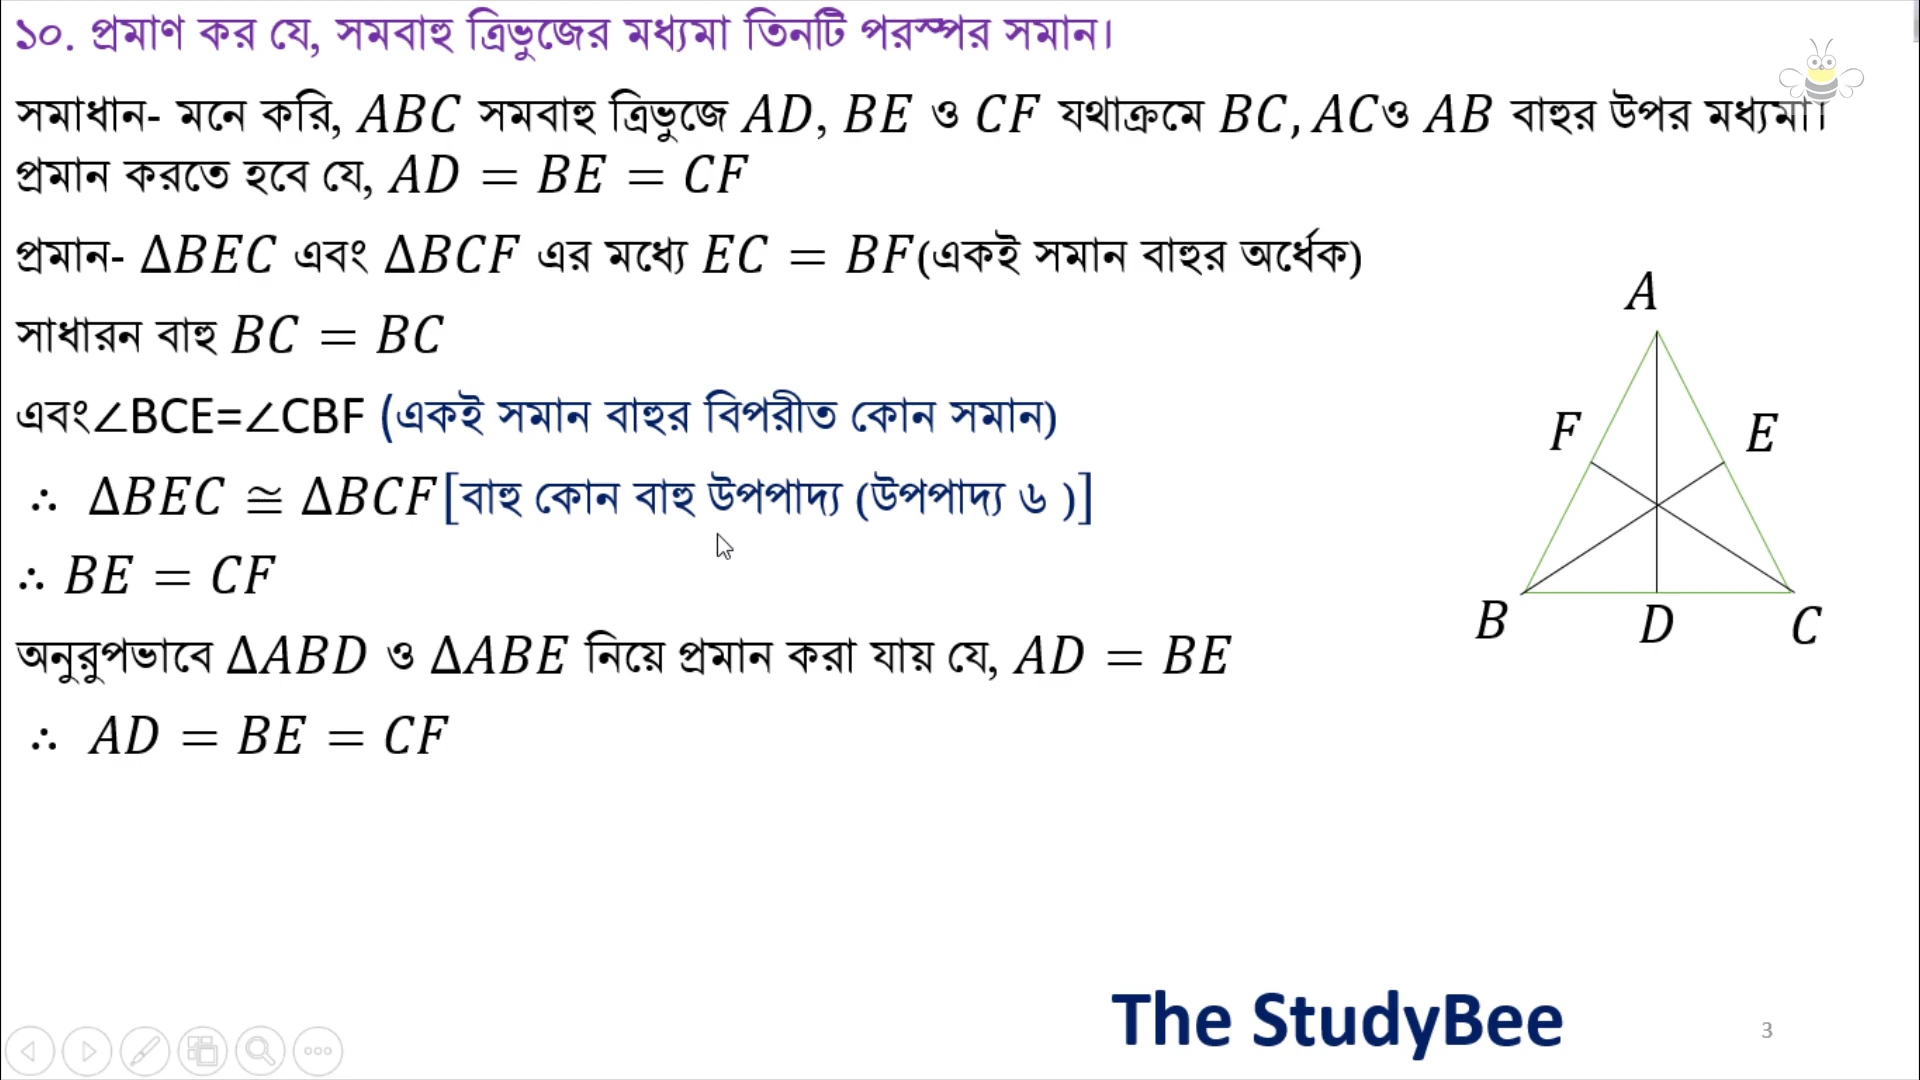 ১০. প্রমাণ কর যে, সমবাহু ত্রিভুজের মধ্যমা তিনটি পরস্পর সমান।
সমাধান- মনে করি, ABC সমবাহু ত্রিভুজে AD, BE ও CF যথাক্রমে BC, ACও AB বাহুর উপর মধ্যমা।
প্রমান করতে হবে যে, AD = BE = CF
প্রমান- ΔBEC এবং ΔBCF এর মধ্যে EC = BF(একই সমান বাহুর অর্ধেক)
সাধারন বাহু BC = BC
এবং∠BCE=∠CBF (একই সমান বাহুর বিপরীত কোন সমান)
∴ ΔBEC ≅ ΔBCF[বাহু কোন বাহু উপপাদ্য (উপপাদ্য ৬ )]
∴ BE = CF
অনুরুপভাবে ΔABD ও ΔABE নিয়ে প্রমান করা যায় যে, AD = BE
∴ AD = BE = CF
A
F E
B D C
The StudyBee
3